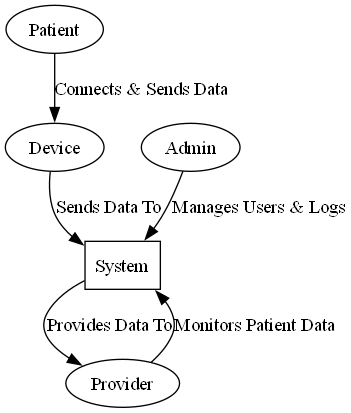 Patient
Connects & Sends Data
Device
Admin
Sends Data To
Manages Users & Logs
System
Provides Data To
Monitors Patient Data
Provider